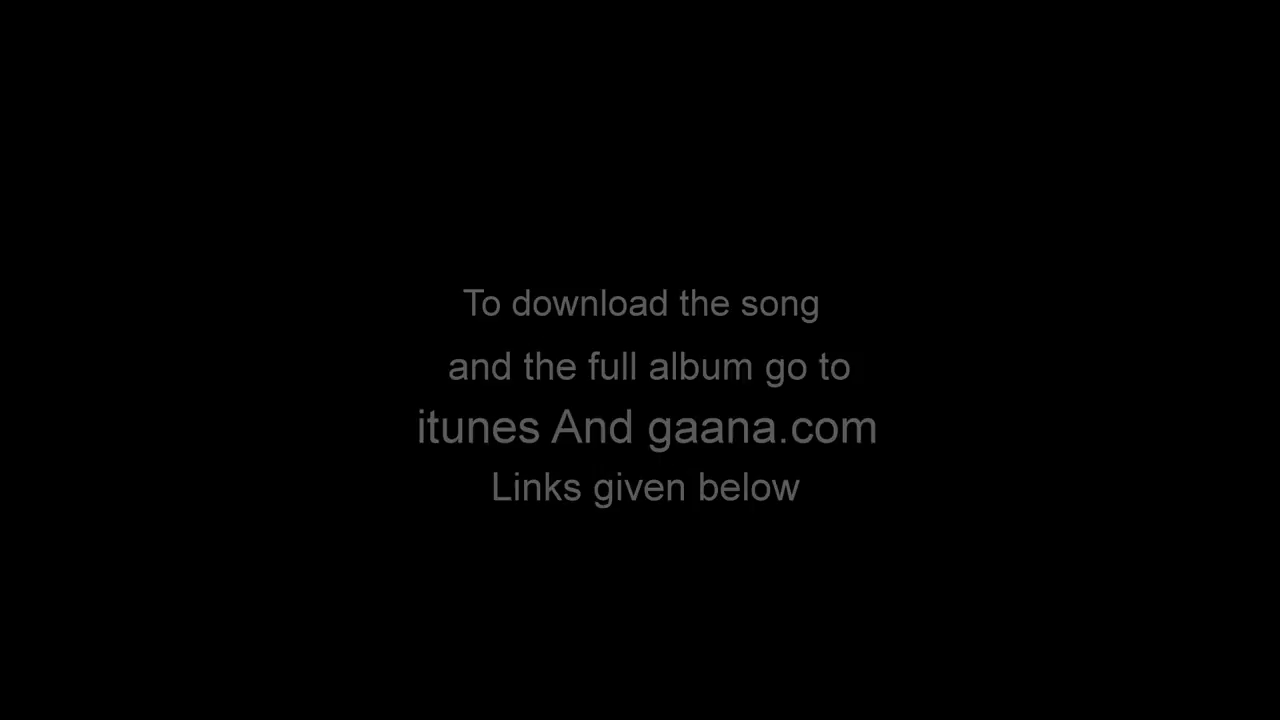 To download the song
and the full album go to
itunes And gaana.com
Links given below